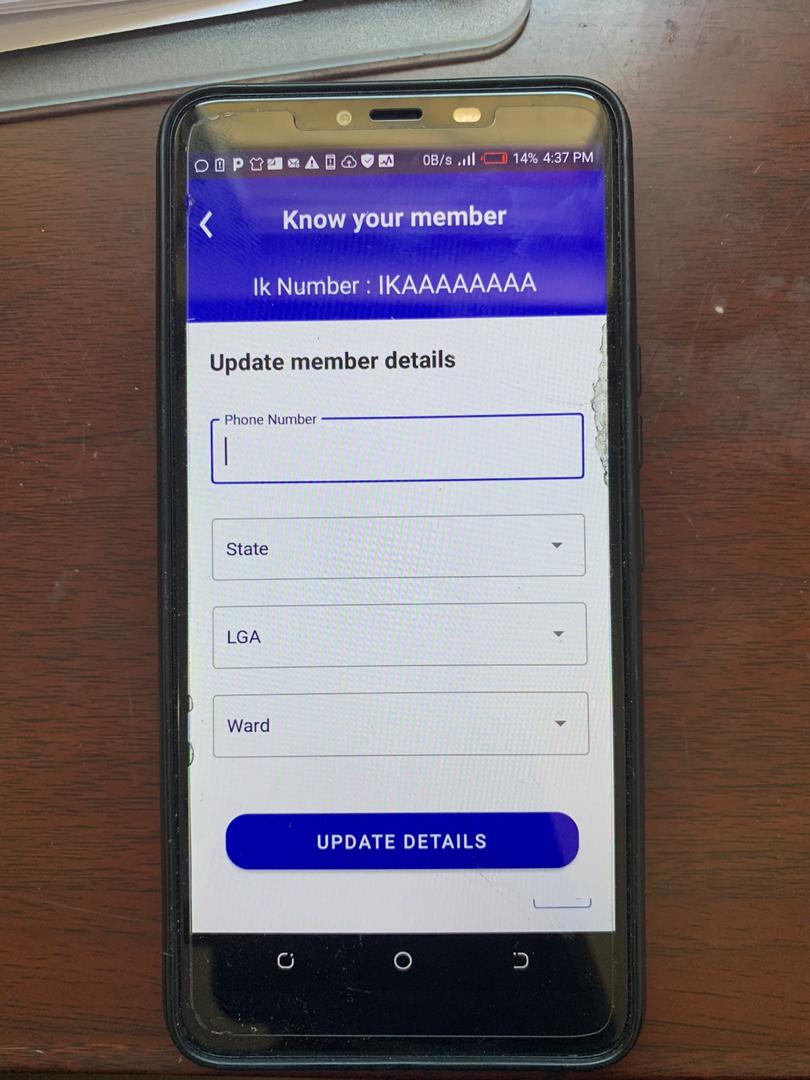 0B/s 14% 4:37 PM
Know your member
Ik Number : IKAAAAAAAA
Update member details
Phone Number
State
LGA
Ward
UPDATE DETAILS